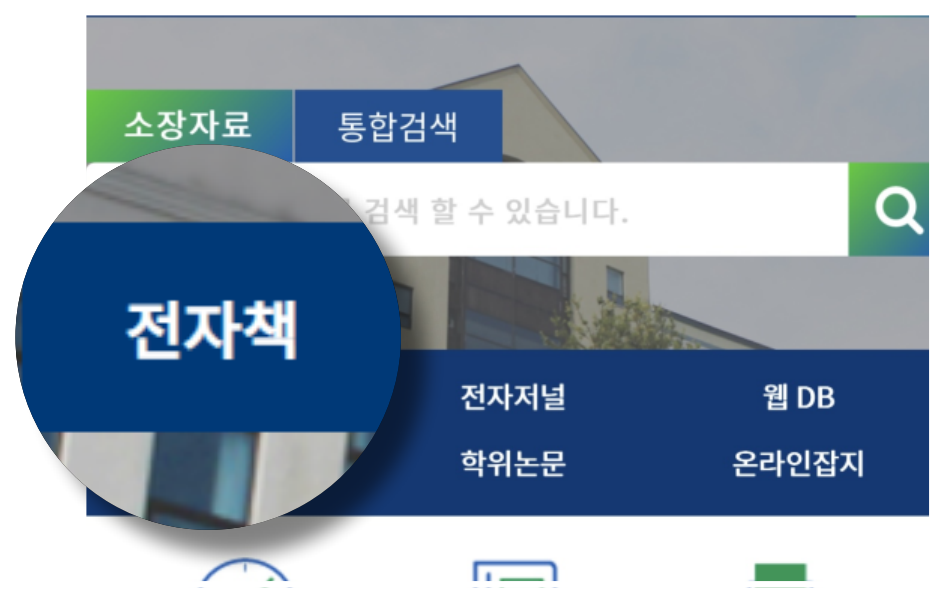 소장자료
통합검색
검색 할 수 있습니다.
전자책
전자저널
웹 DB
학위논문
온라인잡지